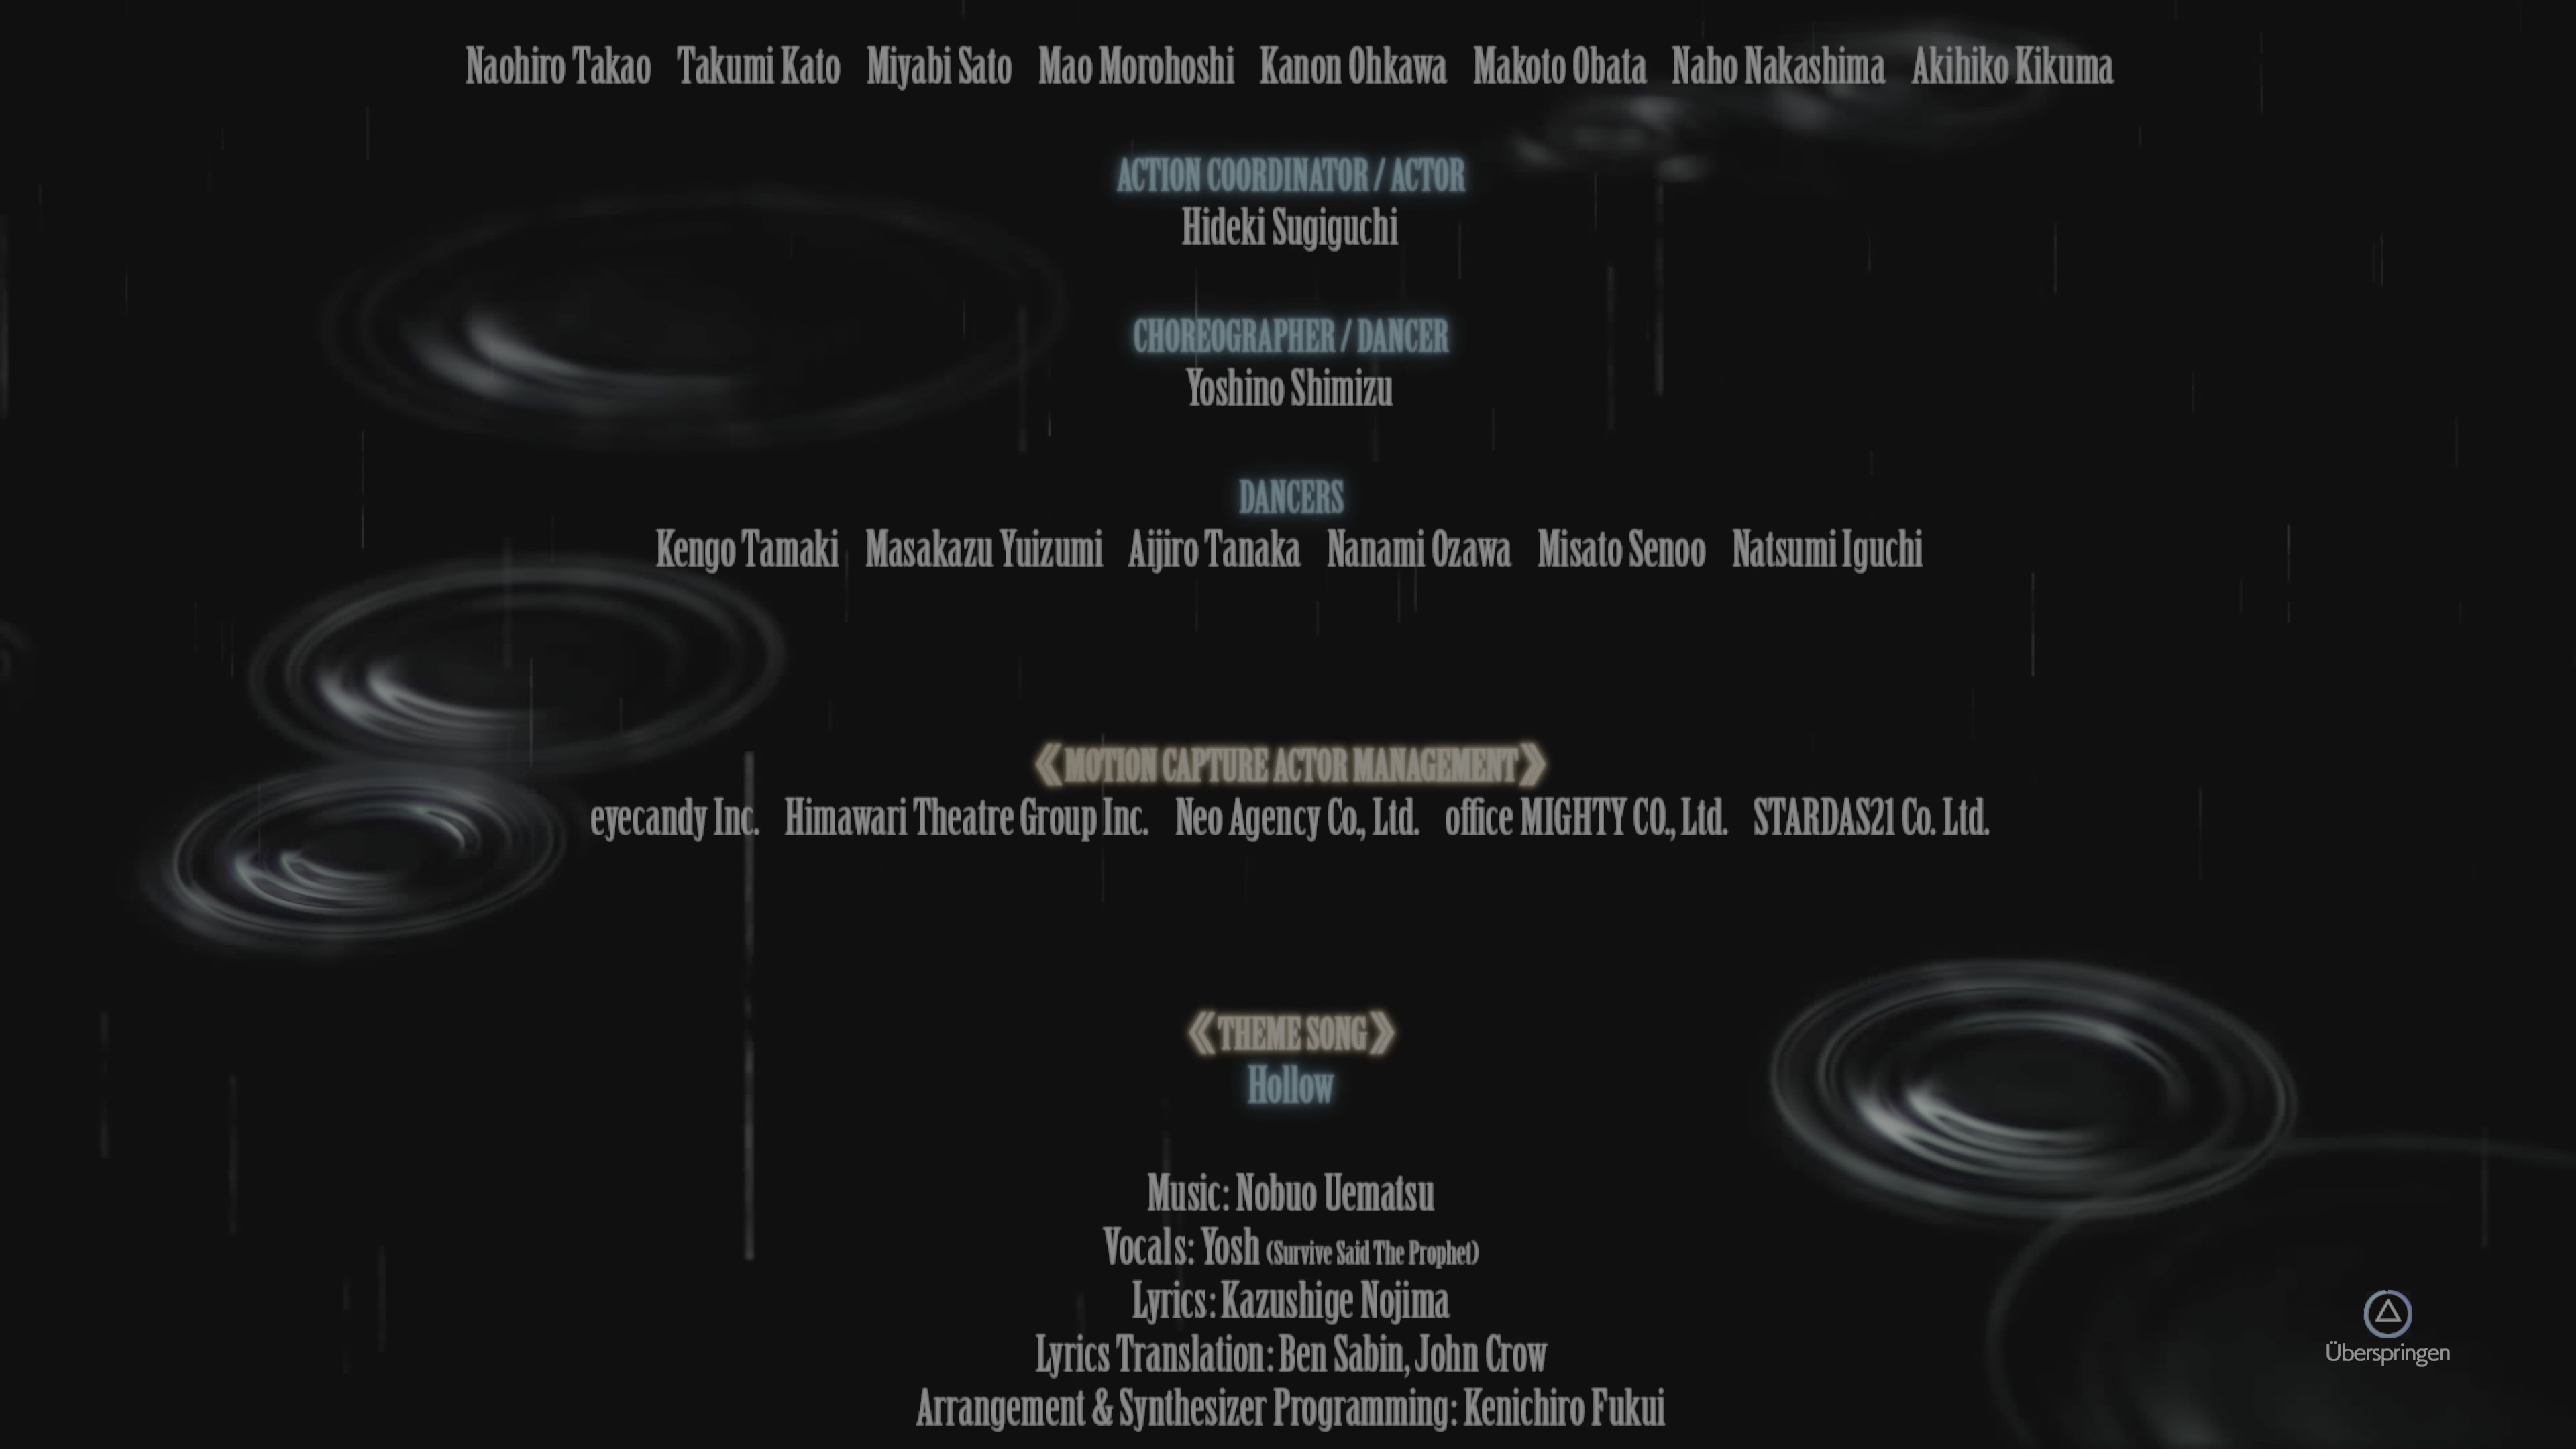 Naohiro Takao Takumi Kato Miyabi Sato Mao Morohoshi Kanon Ohkawa Makoto Obata Naho Nakashima Akihiko Kikuma
ACTION COORDINATOR / ACTOR
Hideki Sugiguchi
CHOREOGRAPHER / DANCER
Yoshino Shimizu
DANCERS
Kengo Tamaki Masakazu Yuizumi Aijiro Tanaka Nanami Ozawa Misato Senoo Natsumi Iguchi
《MOTION CAPTURE ACTOR MANAGEMENT》
eyecandy Inc. Himawari Theatre Group Inc. Neo Agency Co., Ltd. office MIGHTY CO., Ltd. STARDAS21 Co. Ltd.
《THEME SONG》
Hollow
Music: Nobuo Uematsu
Vocals: Yosh (Survive Said The Prophet)
Lyrics: Kazushige Nojima
Lyrics Translation: Ben Sabin, John Crow
Arrangement & Synthesizer Programming: Kenichiro Fukui
Überspringen